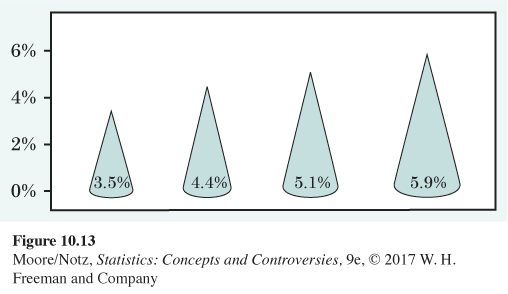 6%
4%
2%
0%
3.5%
4.4%
5.1%
5.9%
Figure 10.13
Moore/Notz, Statistics: Concepts and Controversies, 9e, © 2017 W. H.
Freeman and Company